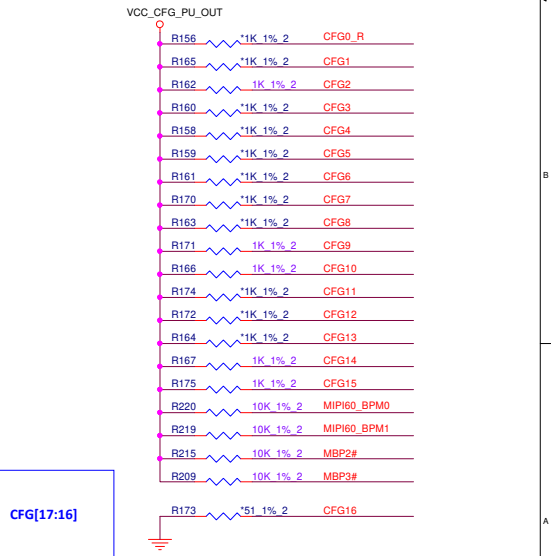 VCC_CFG_PU_OUT
R156 *1K_1%_2 CFG0_R
R165 *1K_1%_2 CFG1
R162 1K_1%_2 CFG2
R160 *1K_1%_2 CFG3
R158 *1K_1%_2 CFG4
R159 *1K_1%_2 CFG5
R161 *1K_1%_2 CFG6
B
R170 *1K_1%_2 CFG7
R163 *1K_1%_2 CFG8
R171 1K_1%_2 CFG9
R166 1K_1%_2 CFG10
R174 *1K_1%_2 CFG11
R172 *1K_1%_2 CFG12
R164 *1K_1%_2 CFG13
R167 1K_1%_2 CFG14
R175 1K_1%_2 CFG15
R220 10K_1%_2 MIPI60_BPM0
R219 10K_1%_2 MIPI60_BPM1
R215 10K_1%_2 MBP2#
R209 10K_1%_2 MBP3#
R173 *51_1%_2 CFG16
CFG[17:16]
A